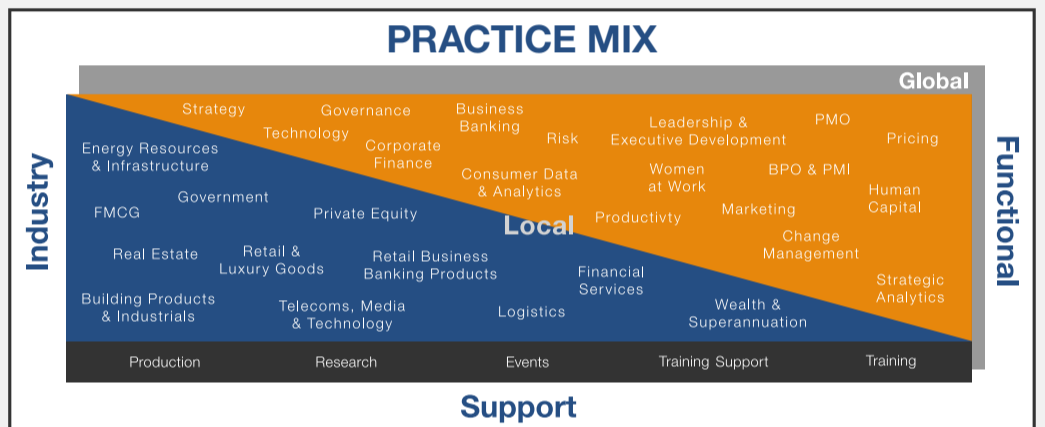 PRACTICE MIX
Global
Industry
Functional
Strategy
Governance
Business
Banking
Technology
Corporate
Finance
Risk
Leadership &
Executive Development
PMO
Pricing
Consumer Data
& Analytics
Women
at Work
BPO & PMI
Human
Capital
Productivty
Marketing
Change
Management
Strategic
Analytics
Local
Energy Resources
& Infrastructure
Government
FMCG
Private Equity
Real Estate
Retail &
Luxury Goods
Retail Business
Banking Products
Financial
Services
Building Products
& Industrials
Telecoms, Media
& Technology
Logistics
Wealth &
Superannuation
Production
Research
Events
Training Support
Training
Support